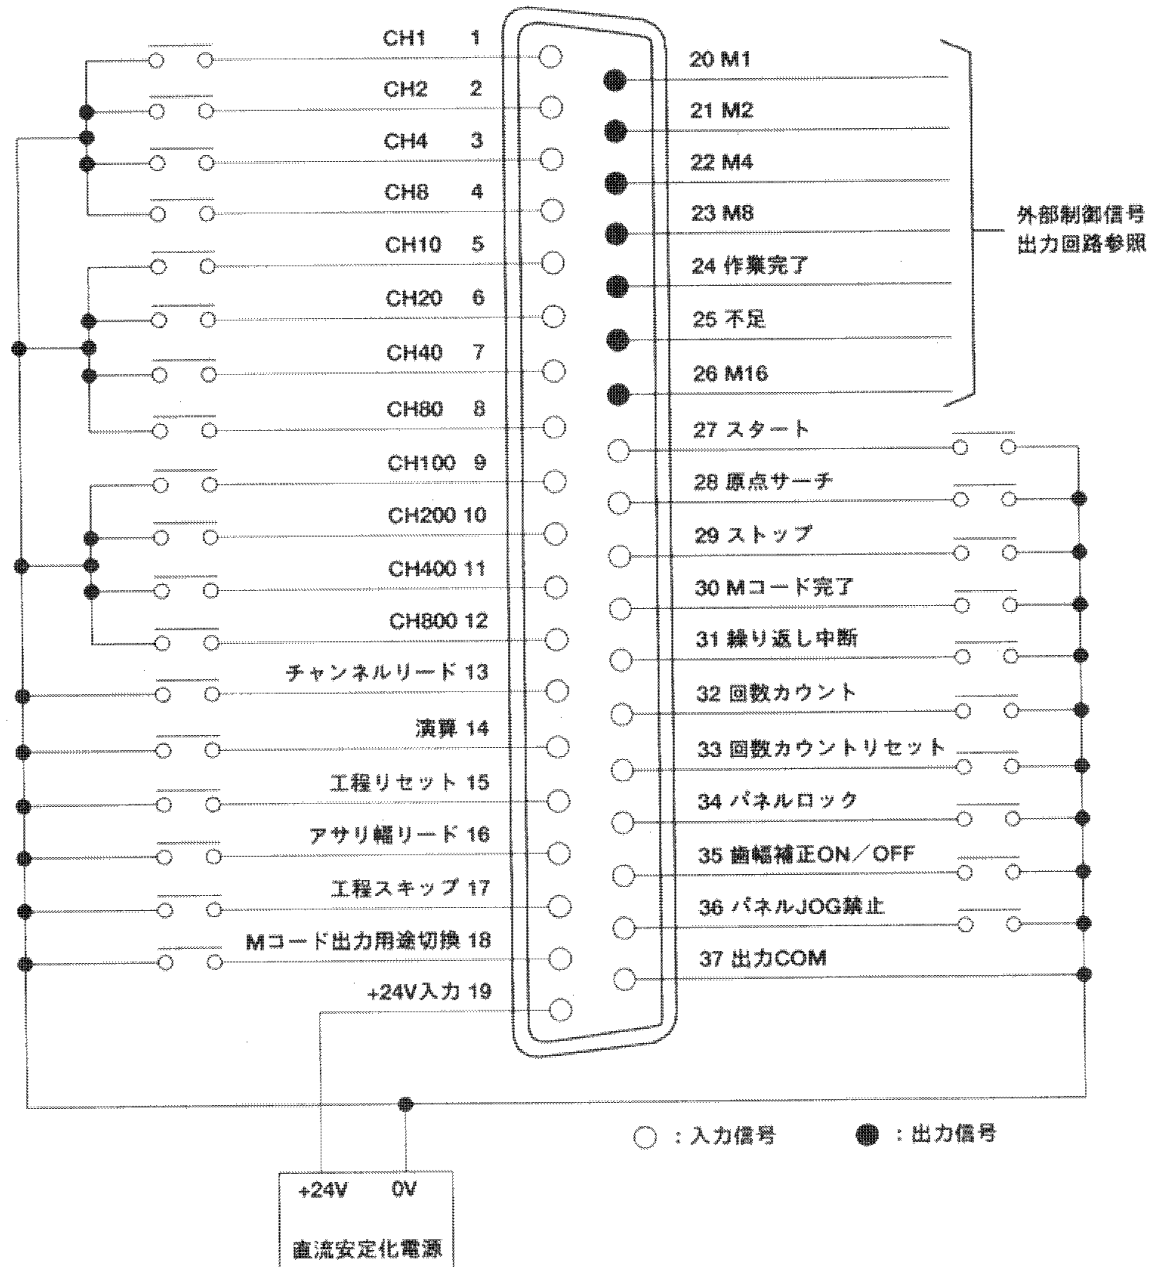 CH1 1
CH2 2
CH4 3
CH8 4
CH10 5
CH20 6
CH40 7
CH80 8
CH100 9
CH200 10
CH400 11
CH800 12
チャンネルリード 13
演算 14
工程リセット 15
アサリ幅リード 16
工程スキップ 17
Mコード出力用途切換 18
+24V入力 19
20 M1
21 M2
22 M4
23 M8
24 作業完了
25 不足
26 M16
27 スタート
28 原点サーチ
29 ストップ
30 Mコード完了
31 繰り返し中断
32 回数カウント
33 回数カウントリセット
34 パネルロック
35 歯幅補正ON/OFF
36 パネルJOG禁止
37 出力COM
外部制御信号
出力回路参照
○ : 入力信号
● : 出力信号
+24V 0V
直流安定化電源